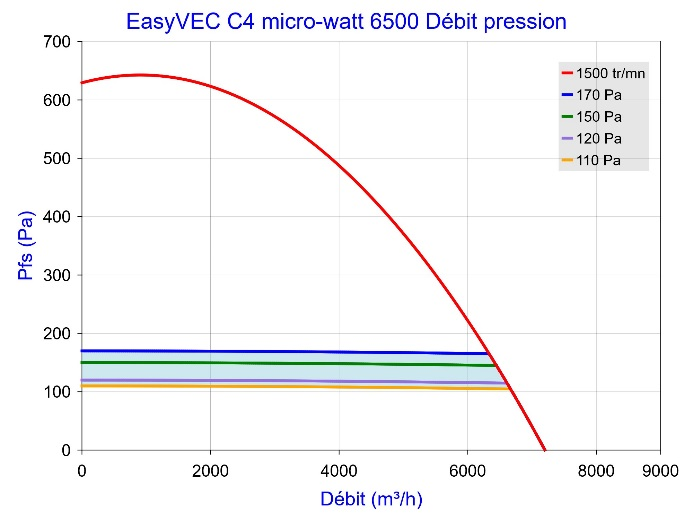 EasyVEC C4 micro-watt 6500 Débit pression
700
600
500
400
300
200
100
0
Pfs (Pa)
1500 tr/mn
170 Pa
150 Pa
120 Pa
110 Pa
0 2000 4000 6000 8000 9000
Débit (m³/h)